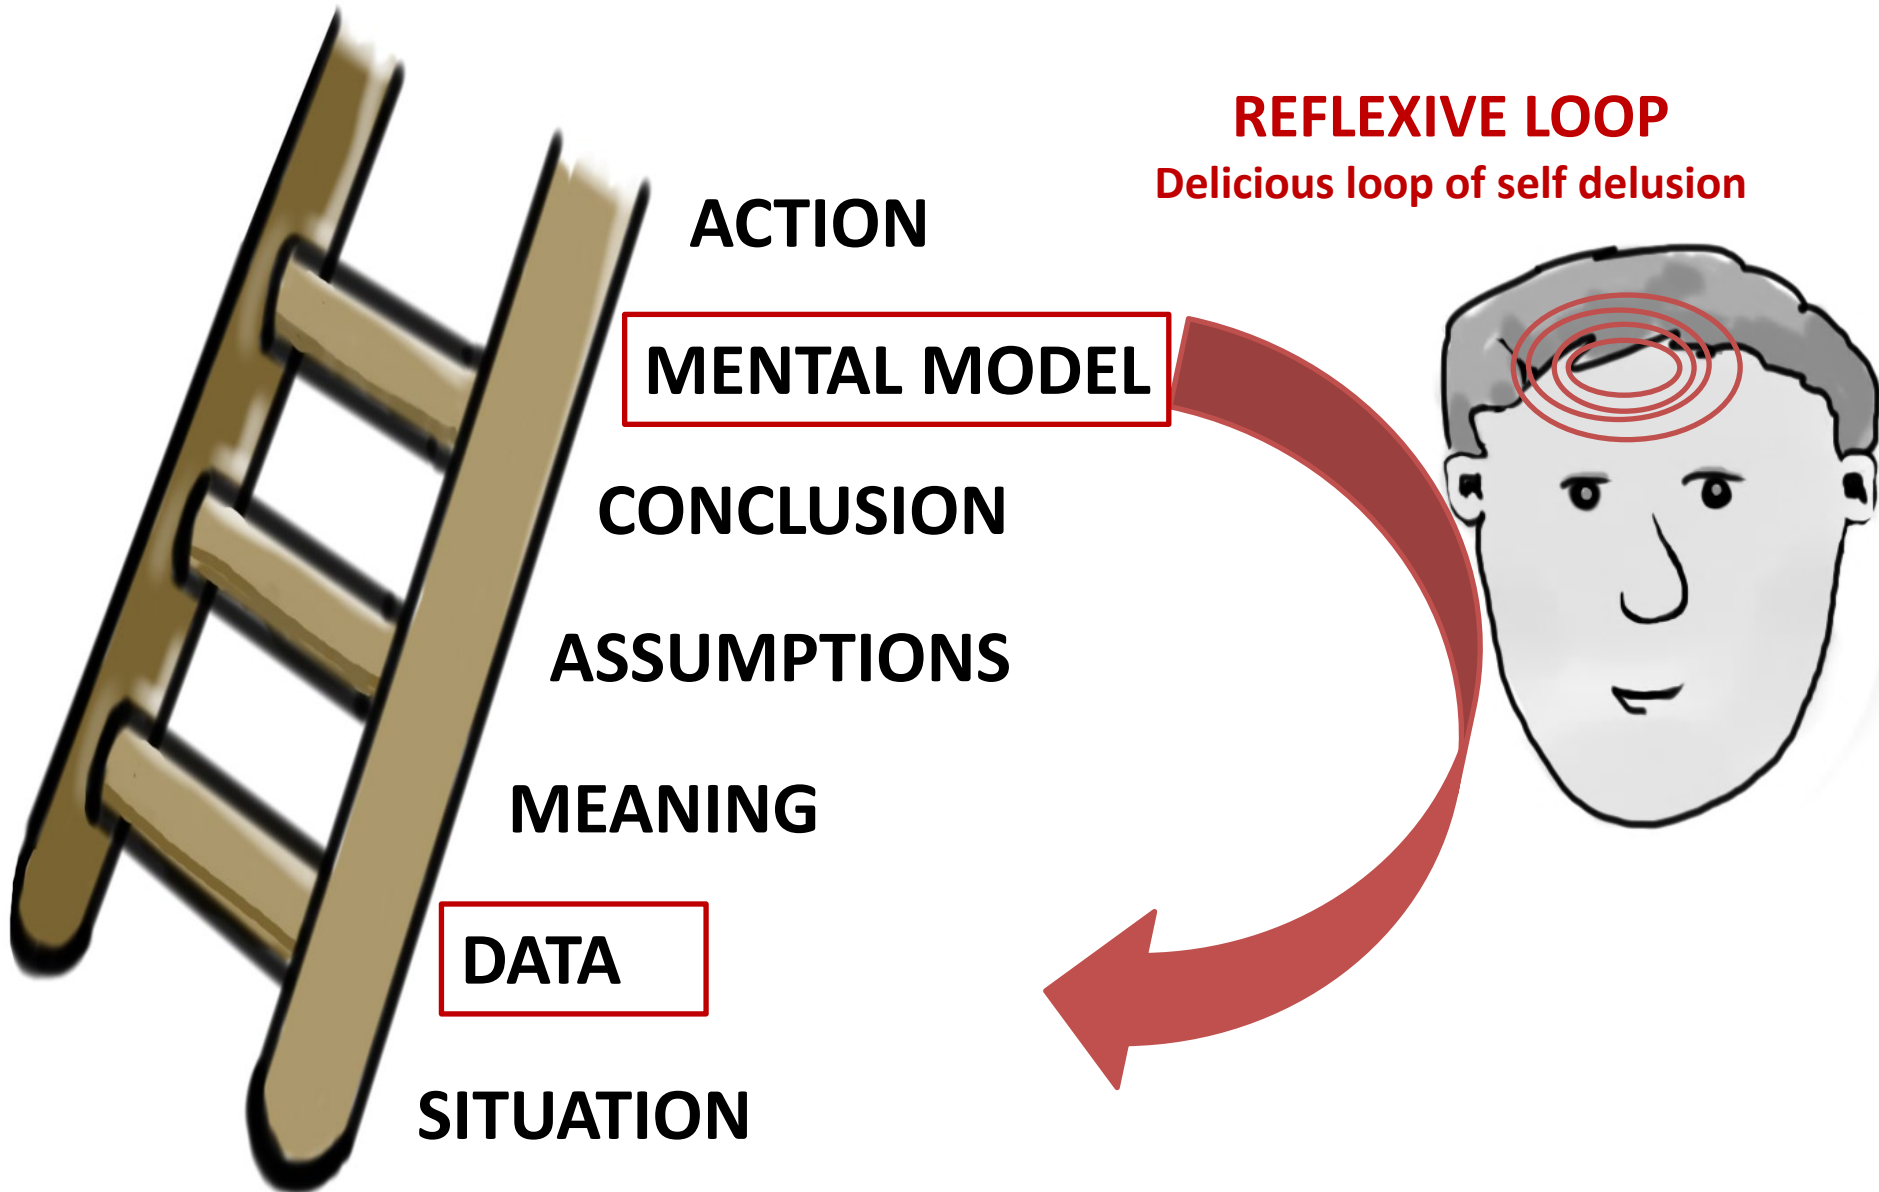 REFLEXIVE LOOP
Delicious loop of self delusion
ACTION
MENTAL MODEL
CONCLUSION
ASSUMPTIONS
MEANING
DATA
SITUATION